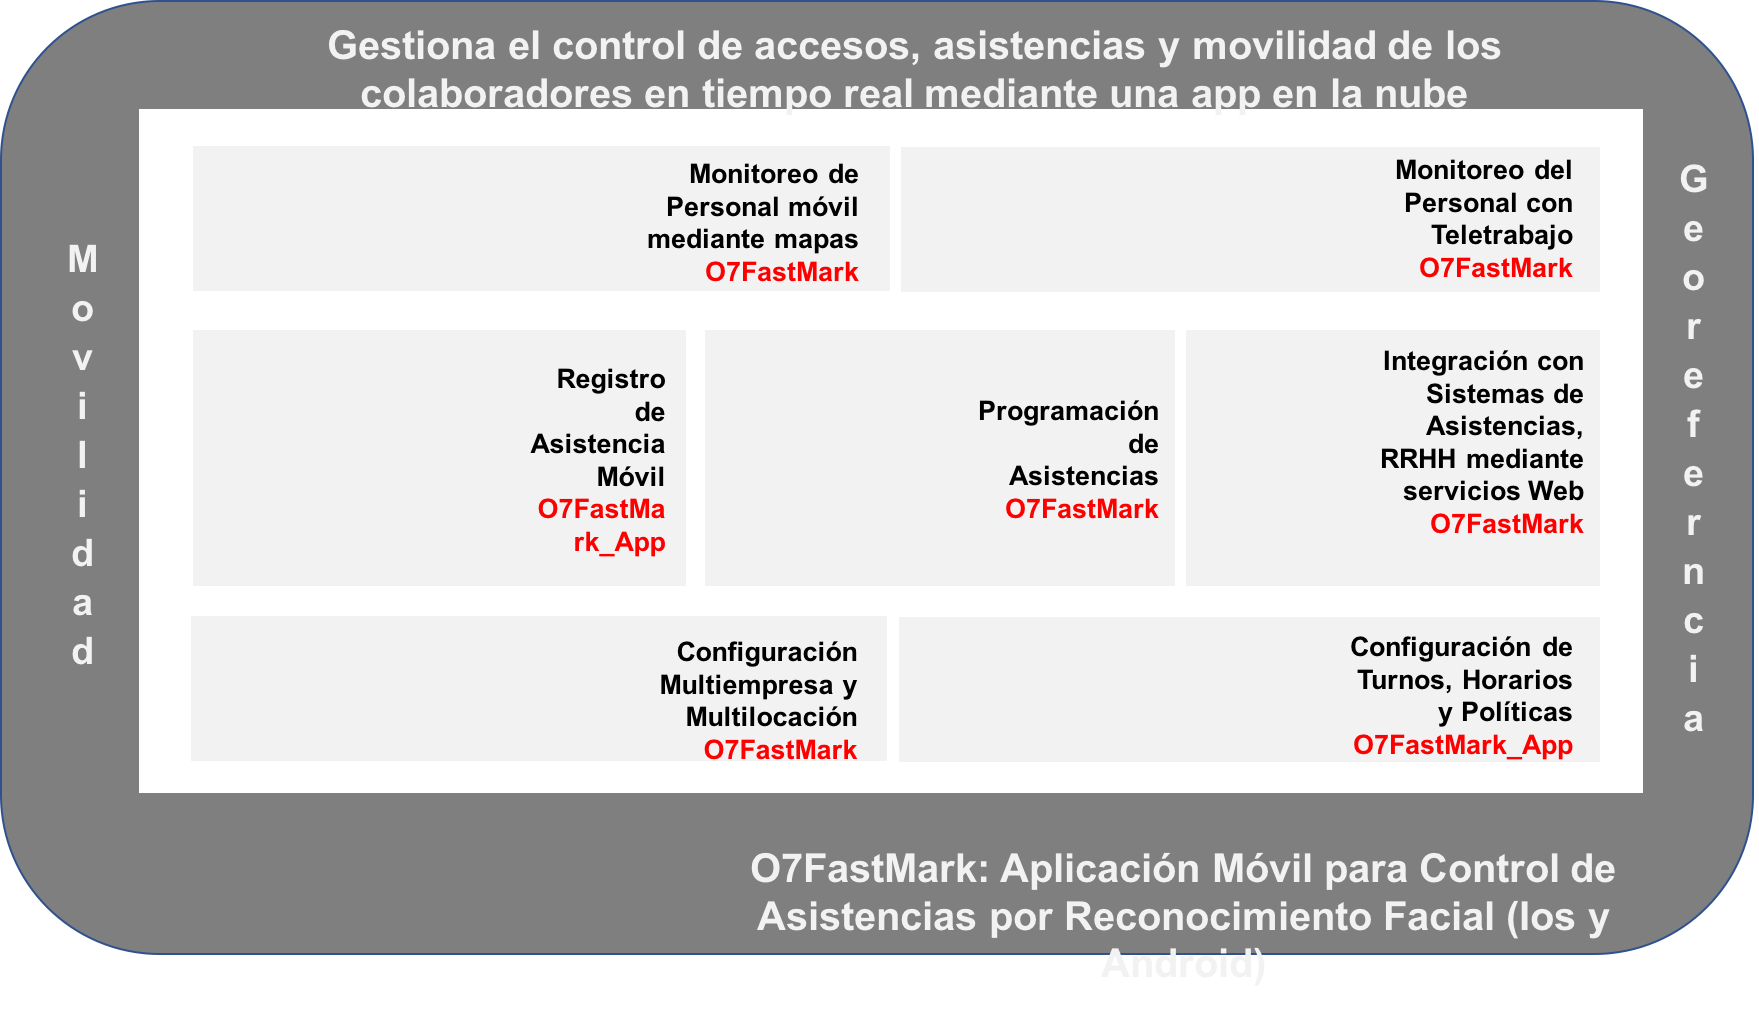 Gestiona el control de accesos, asistencias y movilidad de los
colaboradores en tiempo real mediante una app en la nube
Movilidad
Monitoreo de
Personal móvil
mediante mapas
O7FastMark
Monitoreo del
Personal con
Teletrabajo
O7FastMark
Registro
de
Asistencia
Móvil
O7FastMa
rk_App
Programación
de
Asistencias
O7FastMark
Integración con
Sistemas de
Asistencias,
RRHH mediante
servicios Web
O7FastMark
Configuración
Multiempresa y
Multilocación
O7FastMark
Configuración de
Turnos, Horarios
y Políticas
O7FastMark_App
Georeferncia
O7FastMark: Aplicación Móvil para Control de
Asistencias por Reconocimiento Facial (Ios y
Android)